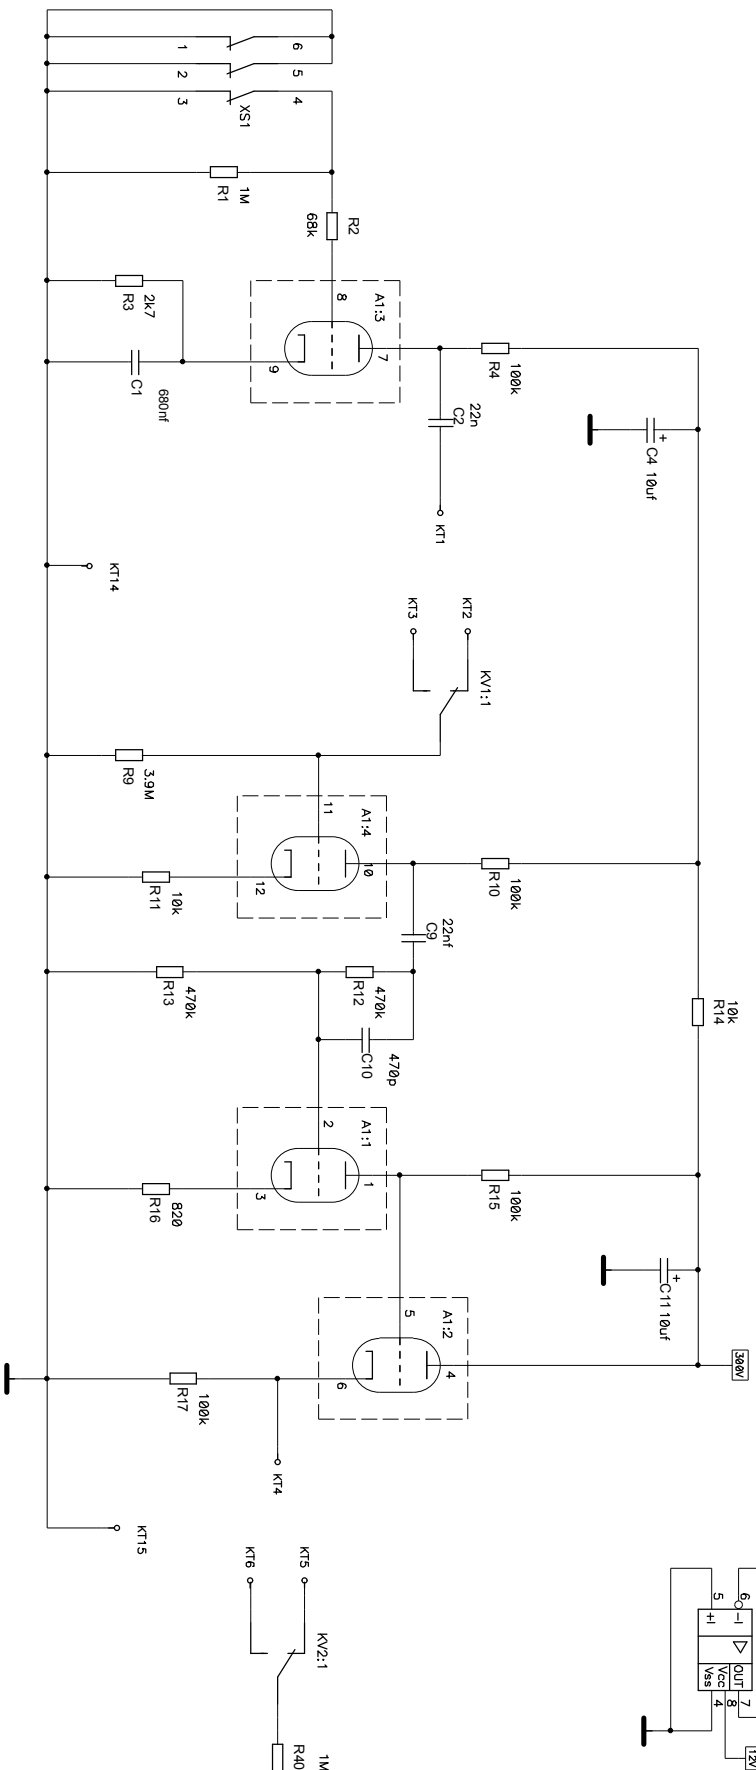 1
6
2
5
3
4
XS1
R1
1M
R2
68k
R3
2k7
8
A1:3
7
9
C1
680nf
R4
100k
22n
C2
C4 10uf
+
KT1
KT14
KT3
KT2
KV1:1
R9
3.9M
11
A1:4
10
12
R11
10k
R10
100k
22nf
C9
R13
470k
R12
470k
10k
R14
C10
470p
2
A1:1
1
3
R16
820
R15
100k
+
C11 10uf
5
A1:2
4
6
300V
R17
100k
KT4
KT15
KT6
KT5
KV2:1
R40
1M
5
6
+I
-I
Vss
Vcc
OUT
4
8
7
12V